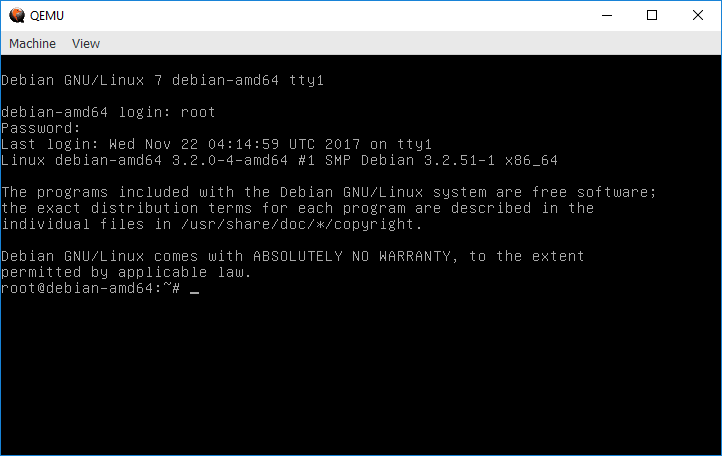 QEMU
Machine View
Debian GNU/Linux 7 debian-amd64 tty1
debian-amd64 login: root
Password:
Last login: Wed Nov 22 04:14:59 UTC 2017 on tty1
Linux debian-amd64 3.2.0-4-amd64 #1 SMP Debian 3.2.51-1 x86_64
The programs included with the Debian GNU/Linux system are free software;
the exact distribution terms for each program are described in the
individual files in /usr/share/doc/*/copyright.
Debian GNU/Linux comes with ABSOLUTELY NO WARRANTY, to the extent
permitted by applicable law.
root@debian-amd64:~# _